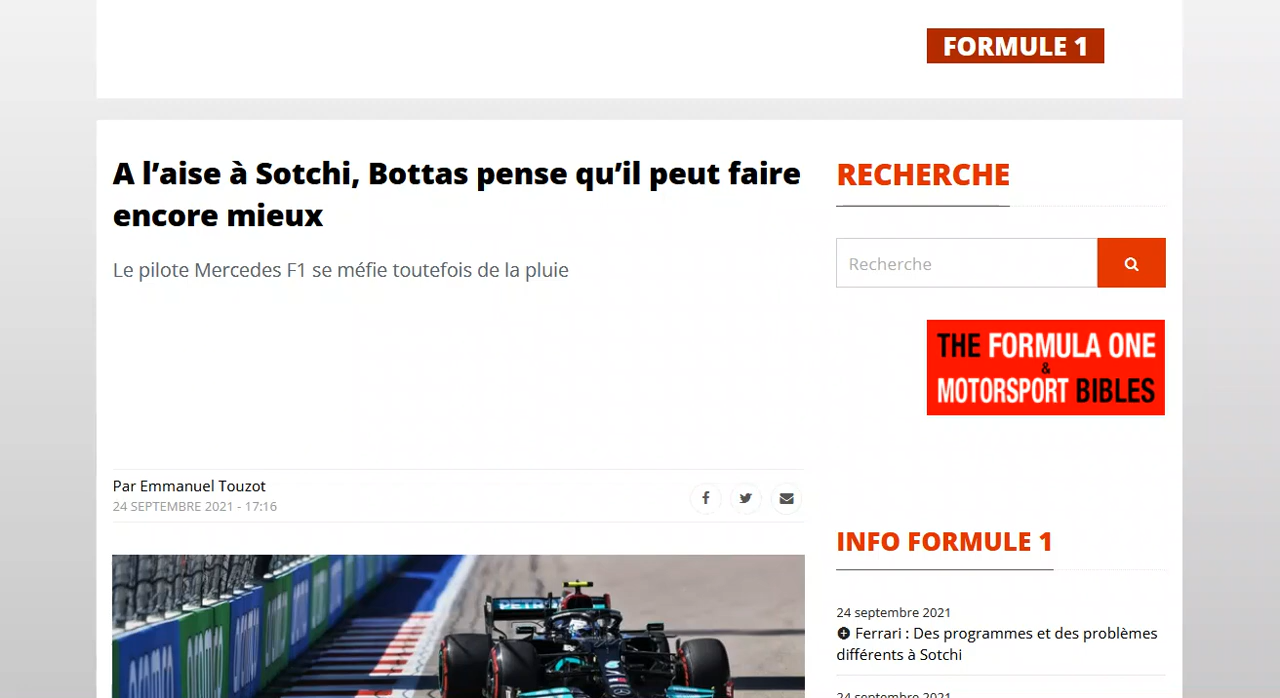 FORMULE 1
A l’aise à Sotchi, Bottas pense qu’il peut faire
encore mieux
Le pilote Mercedes F1 se méfie toutefois de la pluie
Par Emmanuel Touzot
24 SEPTEMBRE 2021 - 17:16
RECHERCHE
Recherche
THE FORMULA ONE
&
MOTORSPORT BIBLES
INFO FORMULE 1
24 septembre 2021
Ferrari : Des programmes et des problèmes
différents à Sotchi
24 septembre 2021